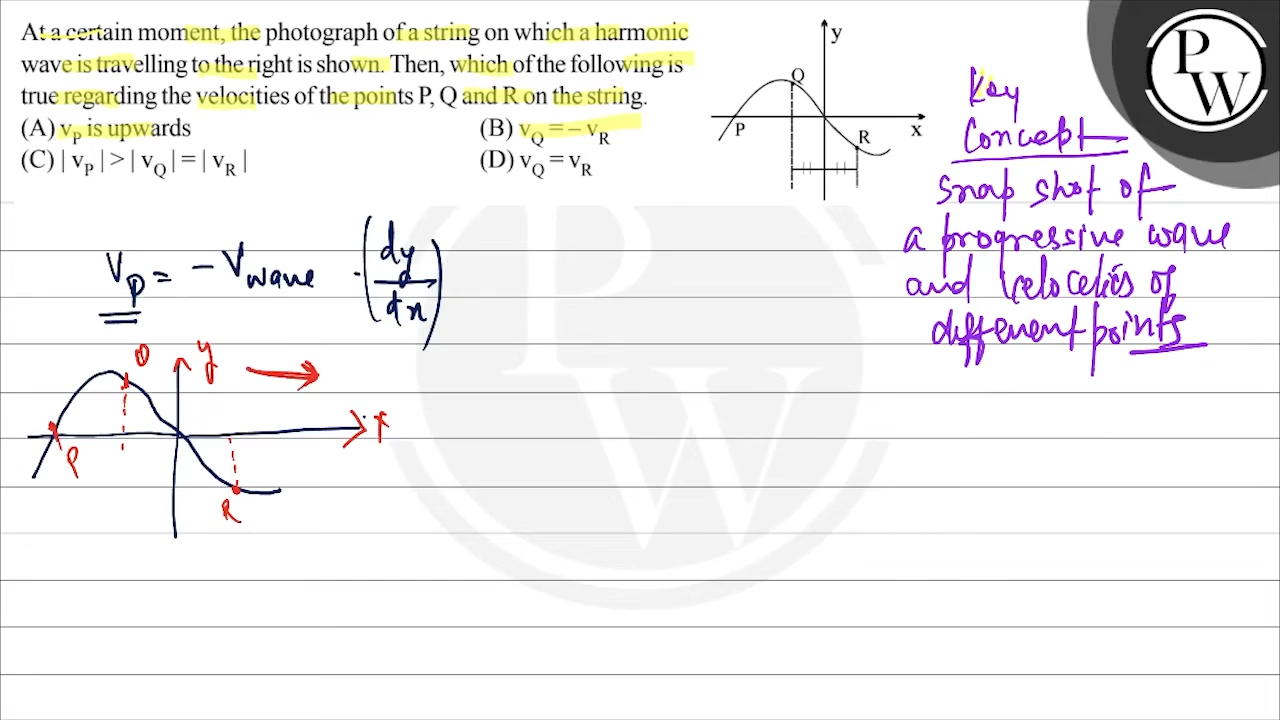 At a certain moment, the photograph of a string on which a harmonic
wave is travelling to the right is shown. Then, which of the following is
true regarding the velocities of the points P, Q and R on the string.
(A) vP is upwards (B) vQ = – vR
(C) | vP | > | vQ | = | vR | (D) vQ = vR
y
Q
P
x
R
P
W
Key
Concept
Snap shot of
a progressive wave
and Velocities of
different points
VP = – Vwave · (dy/dx)
Q
y
x
P
R
P
W